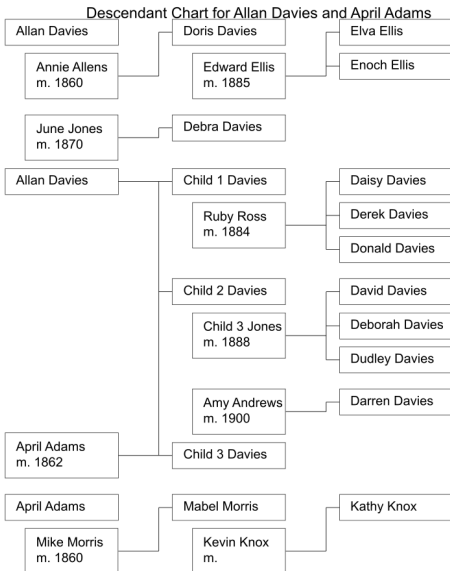 Descendant Chart for Allan Davies and April Adams
Allan Davies
Doris Davies
Elva Ellis
Annie Allens
m. 1860
Edward Ellis
m. 1885
Enoch Ellis
June Jones
m. 1870
Debra Davies
Allan Davies
Child 1 Davies
Daisy Davies
Ruby Ross
m. 1884
Derek Davies
Donald Davies
Child 2 Davies
David Davies
Child 3 Jones
m. 1888
Deborah Davies
Dudley Davies
Amy Andrews
m. 1900
Darren Davies
April Adams
m. 1862
Child 3 Davies
April Adams
Mabel Morris
Kathy Knox
Mike Morris
m. 1860
Kevin Knox
m.